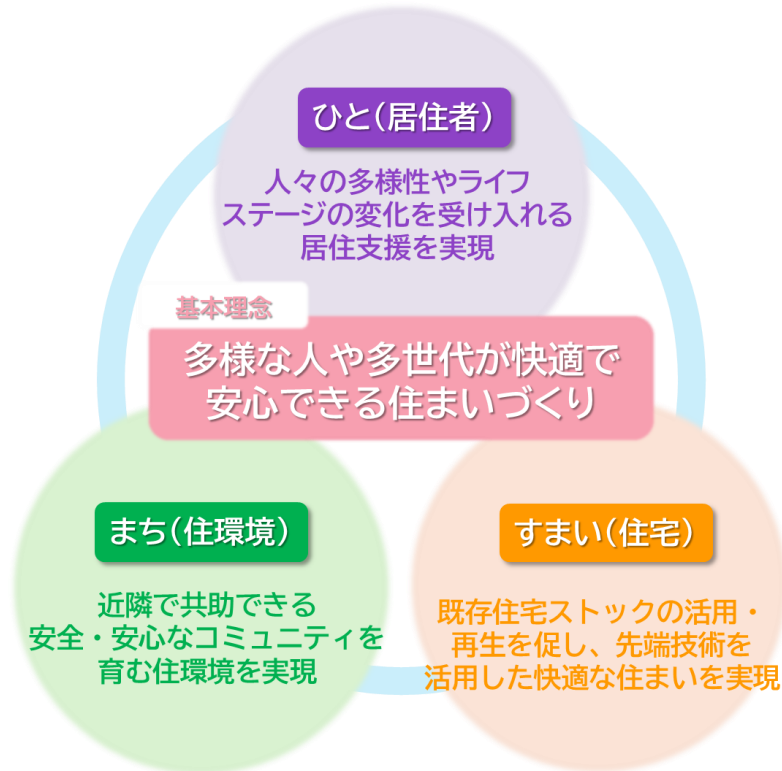 ひと(居住者)
人々の多様性やライフ
ステージの変化を受け入れる
居住支援を実現
基本理念
多様な人や多世代が快適で
安心できる住まいづくり
まち(住環境)
近隣で共助できる
安全・安心なコミュニティを
育む住環境を実現
すまい(住宅)
既存住宅ストックの活用・
再生を促し、先端技術を
活用した快適な住まいを実現